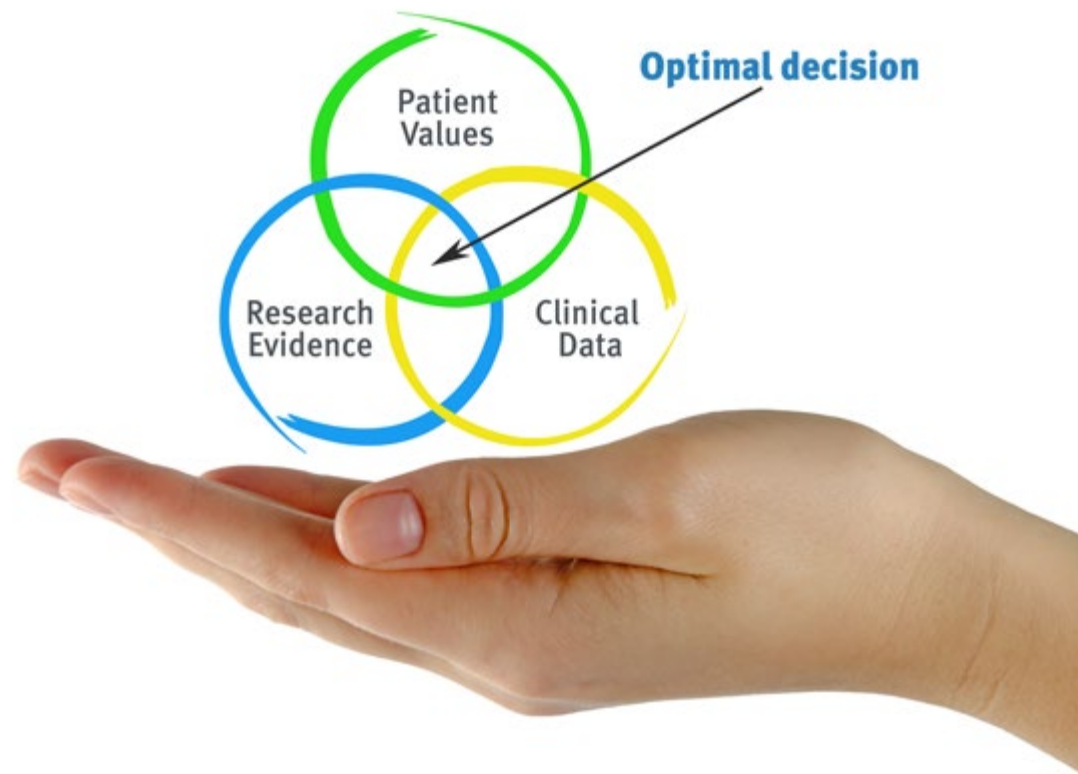 Optimal decision
Patient
Values
Research
Evidence
Clinical
Data